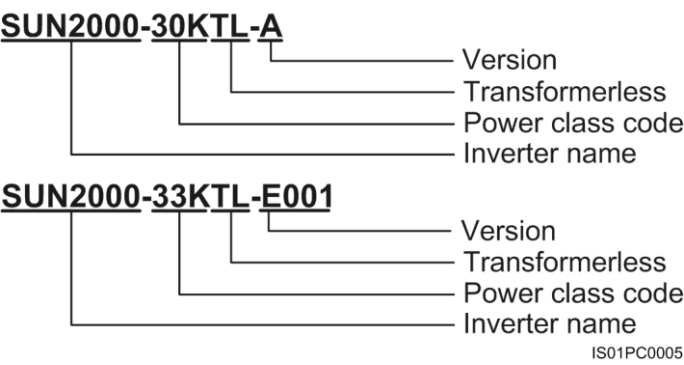 SUN2000-30KTL-A
Version
Transformerless
Power class code
Inverter name
SUN2000-33KTL-E001
Version
Transformerless
Power class code
Inverter name
IS01PC0005